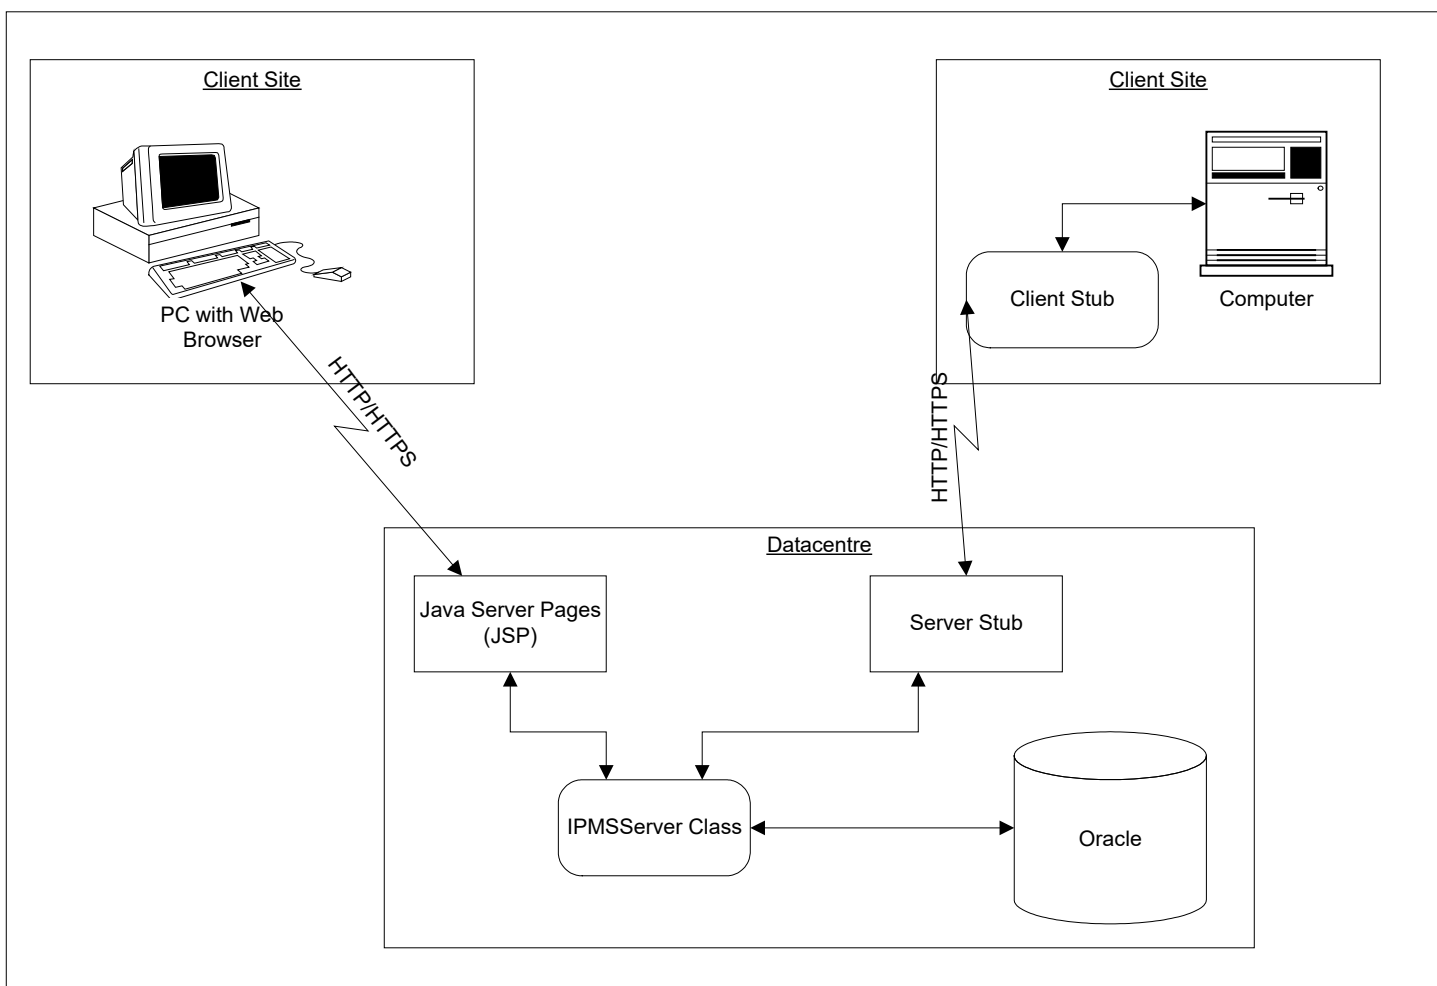 Client Site
Client Site
PC with Web
Browser
Client Stub
Computer
HTTP/HTTPS
HTTP/HTTPS
Datacentre
Java Server Pages
(JSP)
Server Stub
IPMSServer Class
Oracle